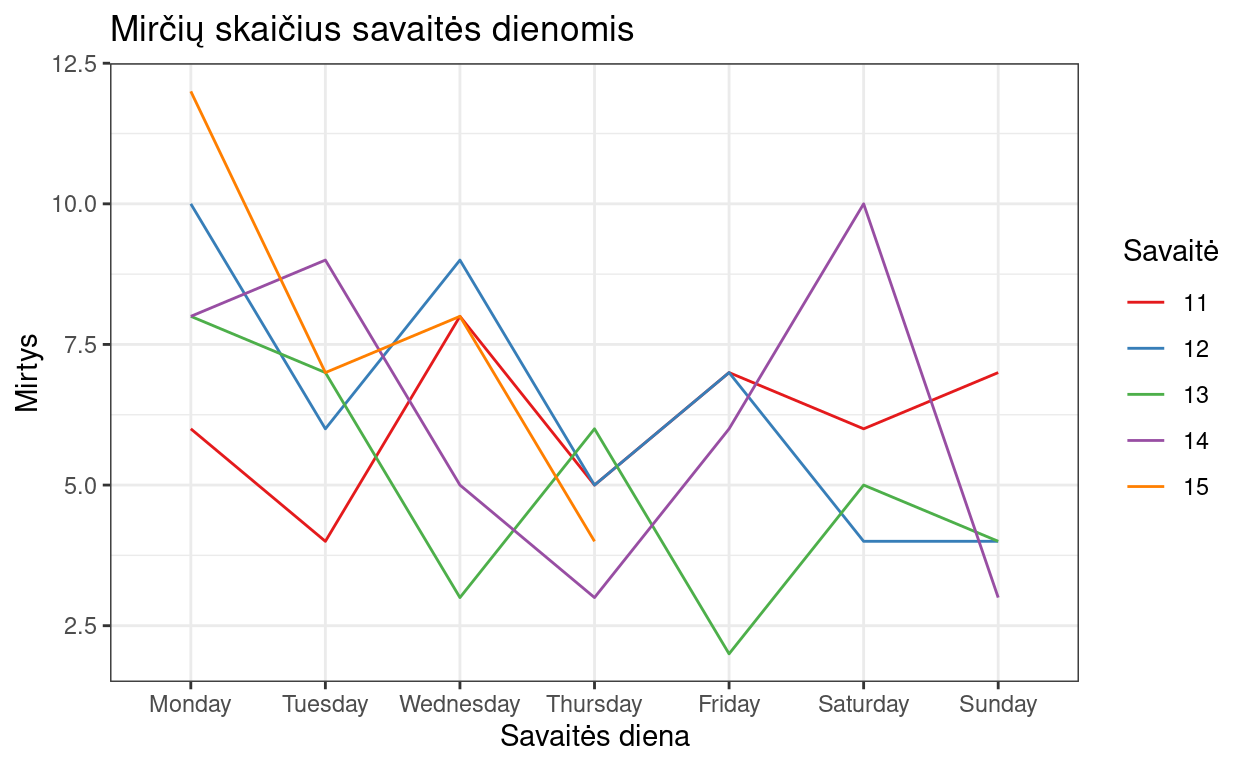 Mirčių skaičius savaitės dienomis
12.5
10.0
7.5
5.0
2.5
Mirtys
Monday Tuesday Wednesday Thursday Friday Saturday Sunday
Savaitės diena
Savaitė
11
12
13
14
15